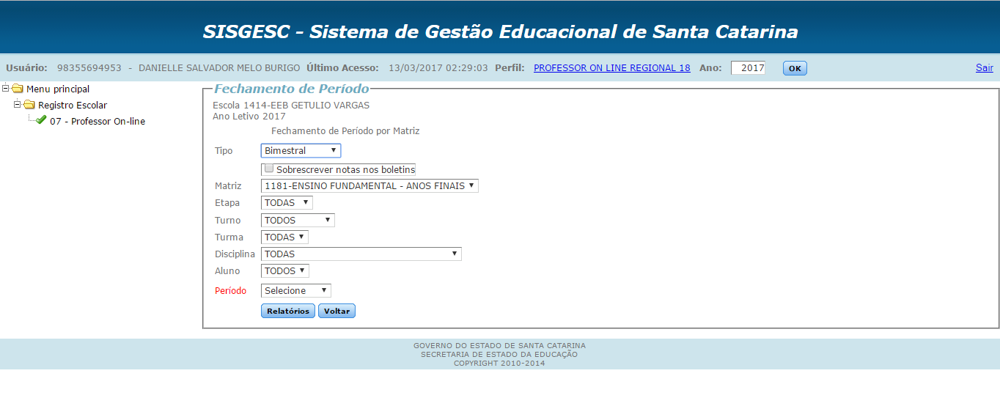 SISGESC - Sistema de Gestão Educacional de Santa Catarina
Usuário: 98355694953 - DANIELLE SALVADOR MELO BURIGO Último Acesso: 13/03/2017 02:29:03 Perfil: PROFESSOR ON LINE REGIONAL 18 Ano: 2017 OK Sair
Menu principal
Registro Escolar
07 - Professor On-line
Fechamento de Período
Escola 1414-EEB GETULIO VARGAS
Ano Letivo 2017
Fechamento de Período por Matriz
Tipo Bimestral
Sobrescrever notas nos boletins
Matriz 1181-ENSINO FUNDAMENTAL - ANOS FINAIS
Etapa TODAS
Turno TODOS
Turma TODAS
Disciplina TODAS
Aluno TODOS
Período Selecione
Relatórios Voltar
GOVERNO DO ESTADO DE SANTA CATARINA
SECRETARIA DE ESTADO DA EDUCAÇÃO
COPYRIGHT 2010-2014